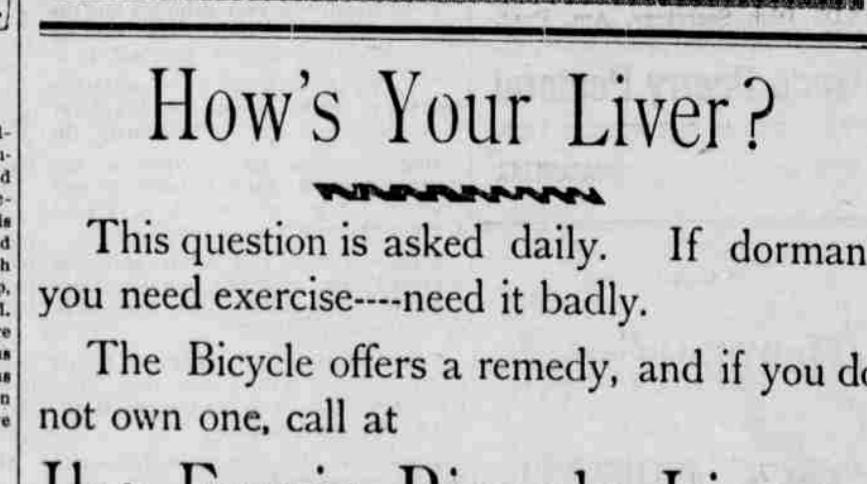 How's Your Liver?
This question is asked daily. If dorman
you need exercise----need it badly.
The Bicycle offers a remedy, and if you do
not own one, call at